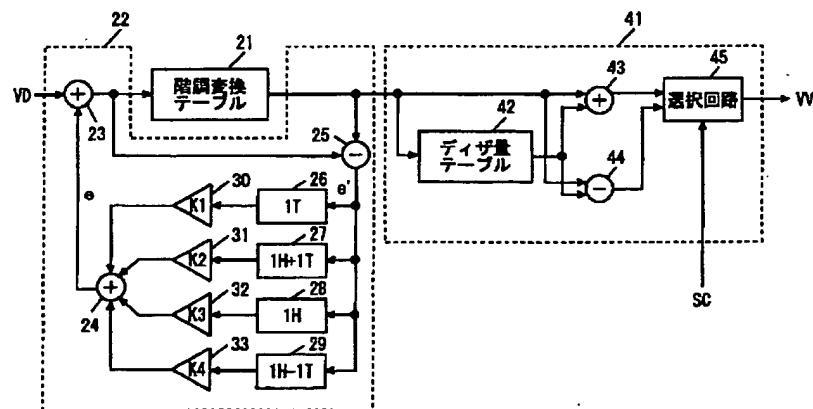 22
21
階調変換
テーブル
VD
+
23
25
−
e
e'
30
K1
26
1T
31
K2
27
1H+1T
32
K3
28
1H
33
K4
29
1H-1T
+
24
41
43
+
45
選択回路
VV
42
ディザ量
テーブル
44
−
SC